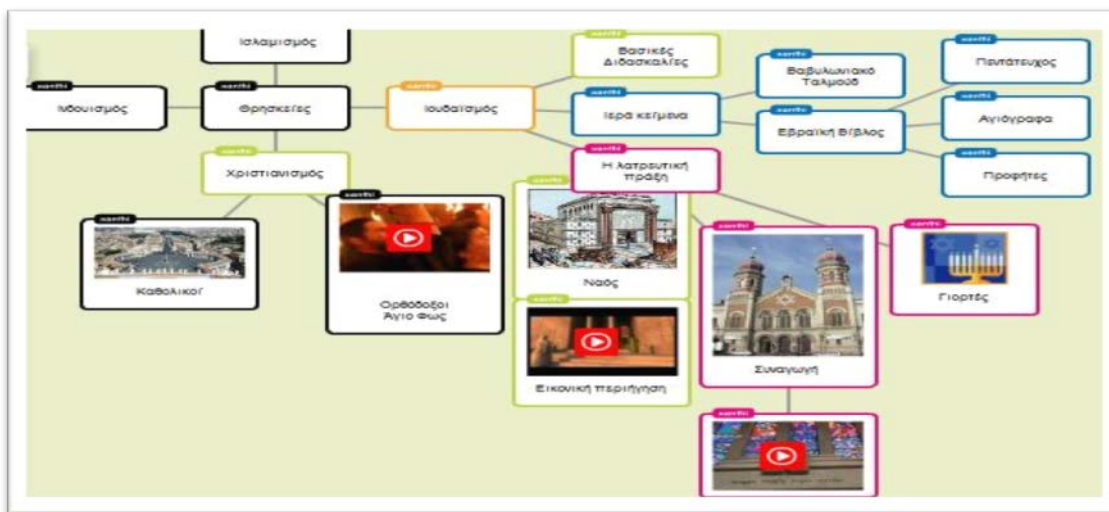 Ισλαμισμός
Βασικές
Διδασκαλίες
Πεντάτευχος
Βαβυλωνιακό
Ταλμούδ
Ινδουισμός
Θρησκείες
Ιουδαϊσμός
Ιερά κείμενα
Εβραϊκή Βίβλος
Αγιόγραφα
Χριστιανισμός
Η λατρευτική
πράξη
Προφήτες
Καθολικοί
Ορθόδοξοι
Άγιο Φως
Ναός
Γιορτές
Εικονική περιήγηση
Συναγωγή